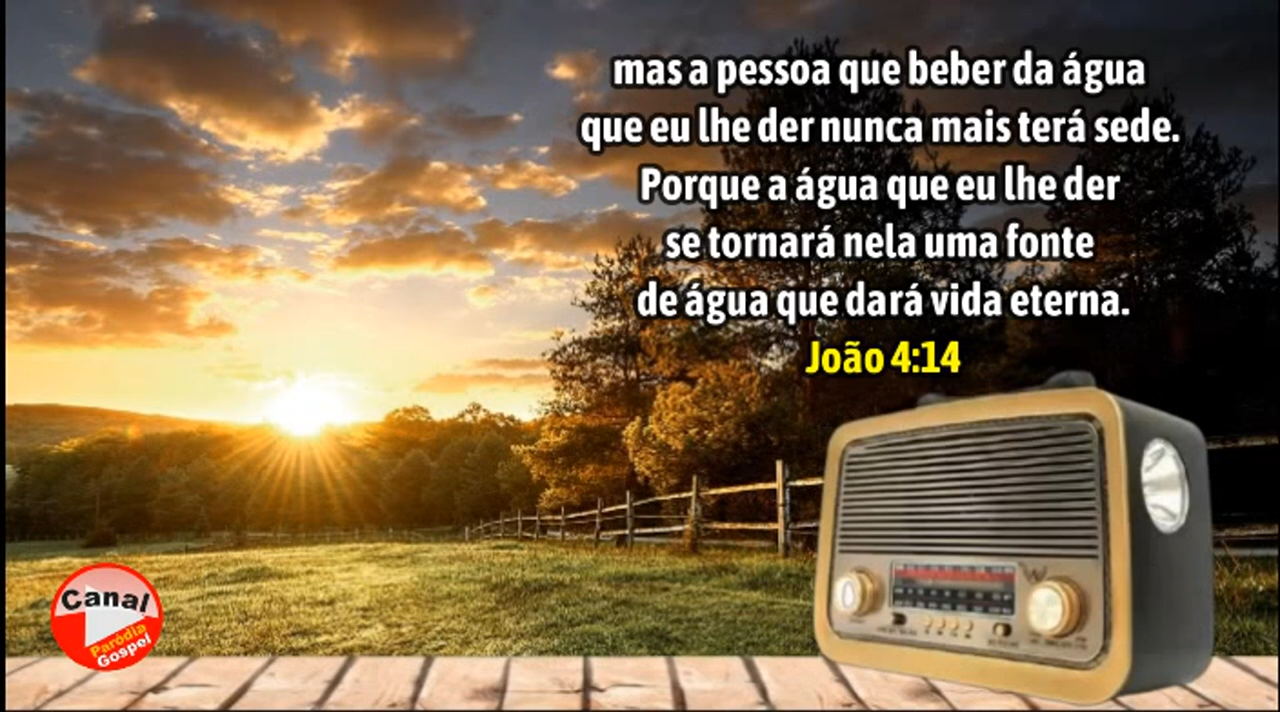 mas a pessoa que beber da água
que eu lhe der nunca mais terá sede.
Porque a água que eu lhe der
se tornará nela uma fonte
de água que dará vida eterna.
João 4:14
Canal
Paródia
Gospel